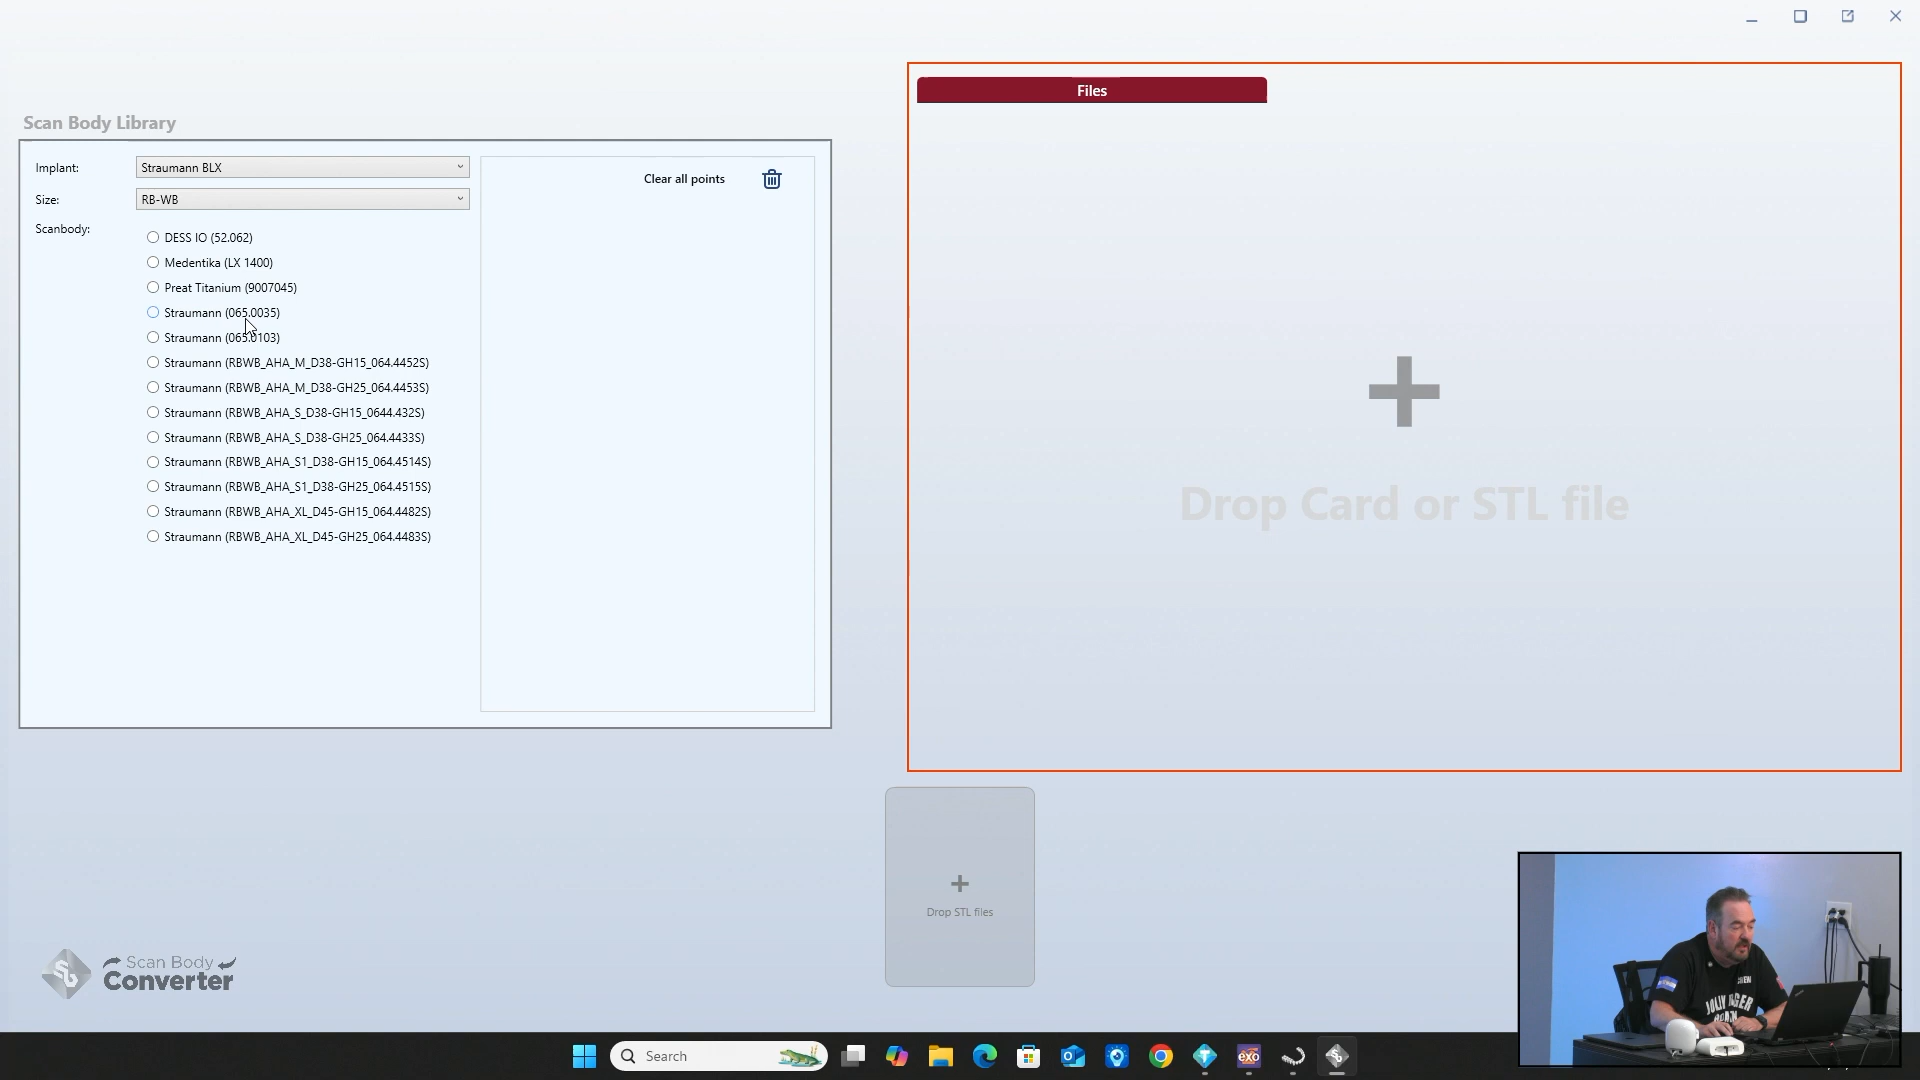 Files
Scan Body Library
Implant:
Straumann BLX
Clear all points
Size:
RB-WB
Scanbody:
DESS IO (52.062)
Medentika (LX 1400)
Preat Titanium (9007045)
Straumann (065.0035)
Straumann (065.0103)
Straumann (RBWB_AHA_M_D38-GH15_064.4452S)
Straumann (RBWB_AHA_M_D38-GH25_064.4453S)
Straumann (RBWB_AHA_S_D38-GH15_0644.432S)
Straumann (RBWB_AHA_S_D38-GH25_064.4433S)
Straumann (RBWB_AHA_S1_D38-GH15_064.4514S)
Straumann (RBWB_AHA_S1_D38-GH25_064.4515S)
Straumann (RBWB_AHA_XL_D45-GH15_064.4482S)
Straumann (RBWB_AHA_XL_D45-GH25_064.4483S)
Drop Card or STL file
Drop STL files
Scan Body
Converter
Search
exo